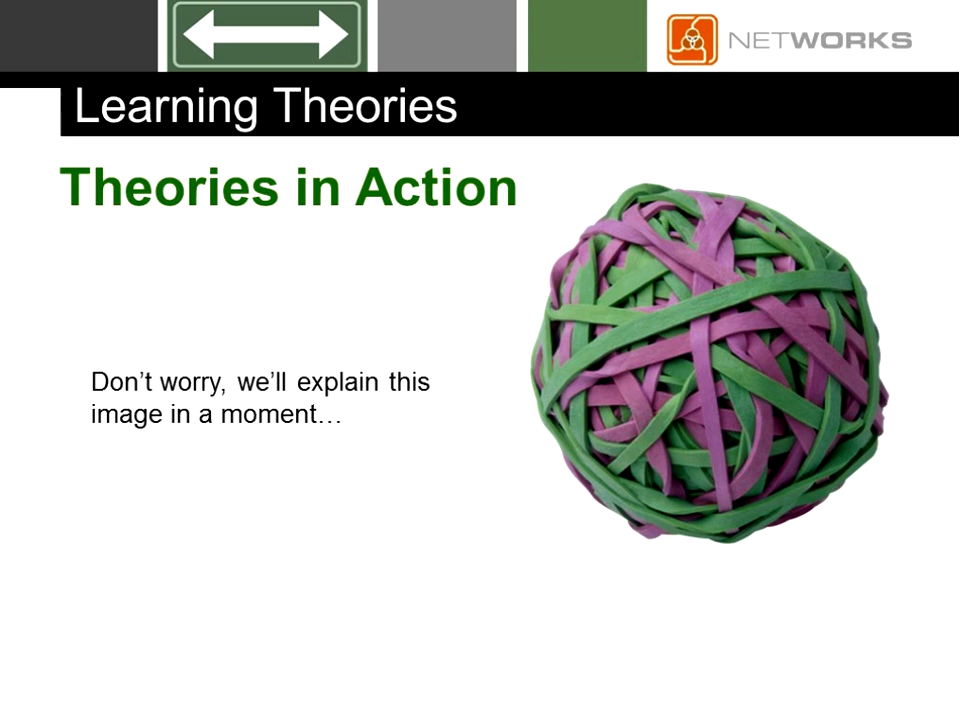 NETWORKS
Learning Theories
Theories in Action
Don’t worry, we’ll explain this
image in a moment…